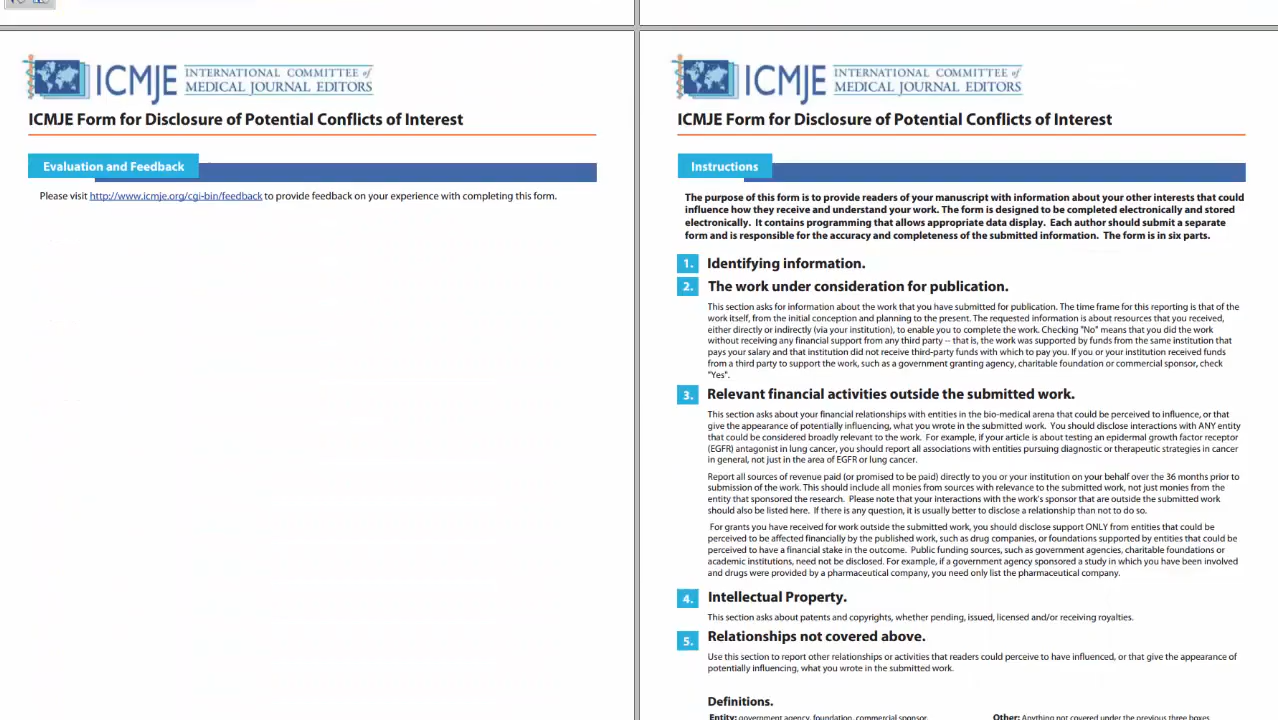 ICMJE INTERNATIONAL COMMITTEE of
MEDICAL JOURNAL EDITORS
ICMJE Form for Disclosure of Potential Conflicts of Interest
Evaluation and Feedback
Please visit http://www.icmje.org/cgi-bin/feedback to provide feedback on your experience with completing this form.
ICMJE INTERNATIONAL COMMITTEE of
MEDICAL JOURNAL EDITORS
ICMJE Form for Disclosure of Potential Conflicts of Interest
Instructions
The purpose of this form is to provide readers of your manuscript with information about your other interests that could
influence how they receive and understand your work. The form is designed to be completed electronically and stored
electronically. It contains programming that allows appropriate data display. Each author should submit a separate
form and is responsible for the accuracy and completeness of the submitted information. The form is in six parts.
1. Identifying information.
2. The work under consideration for publication.
This section asks for information about the work that you have submitted for publication. The time frame for this reporting is that of the
work itself, from the initial conception and planning to the present. The requested information is about resources that you received,
either directly or indirectly (via your institution), to enable you to complete the work. Checking "No" means that you did the work
without receiving any financial support from any third party -- that is, the work was supported by funds from the same institution that
pays your salary and that institution did not receive third-party funds with which to pay you. If you or your institution received funds
from a third party to support the work, such as a government granting agency, charitable foundation or commercial sponsor, check
"Yes".
3. Relevant financial activities outside the submitted work.
This section asks about your financial relationships with entities in the bio-medical arena that could be perceived to influence, or that
give the appearance of potentially influencing, what you wrote in the submitted work. You should disclose interactions with ANY entity
that could be considered broadly relevant to the work. For example, if your article is about testing an epidermal growth factor receptor
(EGFR) antagonist in lung cancer, you should report all associations with entities pursuing diagnostic or therapeutic strategies in cancer
in general, not just in the area of EGFR or lung cancer.
Report all sources of revenue paid (or promised to be paid) directly to you or your institution on your behalf over the 36 months prior to
submission of the work. This should include all monies from sources with relevance to the submitted work, not just monies from the
entity that sponsored the research. Please note that your interactions with the work's sponsor that are outside the submitted work
should also be listed here. If there is any question, it is usually better to disclose a relationship than not to do so.
For grants you have received for work outside the submitted work, you should disclose support ONLY from entities that could be
perceived to be affected financially by the published work, such as drug companies, or foundations supported by entities that could be
perceived to have a financial stake in the outcome. Public funding sources, such as government agencies, charitable foundations or
academic institutions, need not be disclosed. For example, if a government agency sponsored a study in which you have been involved
and drugs were provided by a pharmaceutical company, you need only list the pharmaceutical company.
4. Intellectual Property.
This section asks about patents and copyrights, whether pending, issued, licensed and/or receiving royalties.
5. Relationships not covered above.
Use this section to report other relationships or activities that readers could perceive to have influenced, or that give the appearance of
potentially influencing, what you wrote in the submitted work.
Definitions.
Entity: government agency, foundation, commercial sponsor,
Other: Anything not covered under the previous three boxes